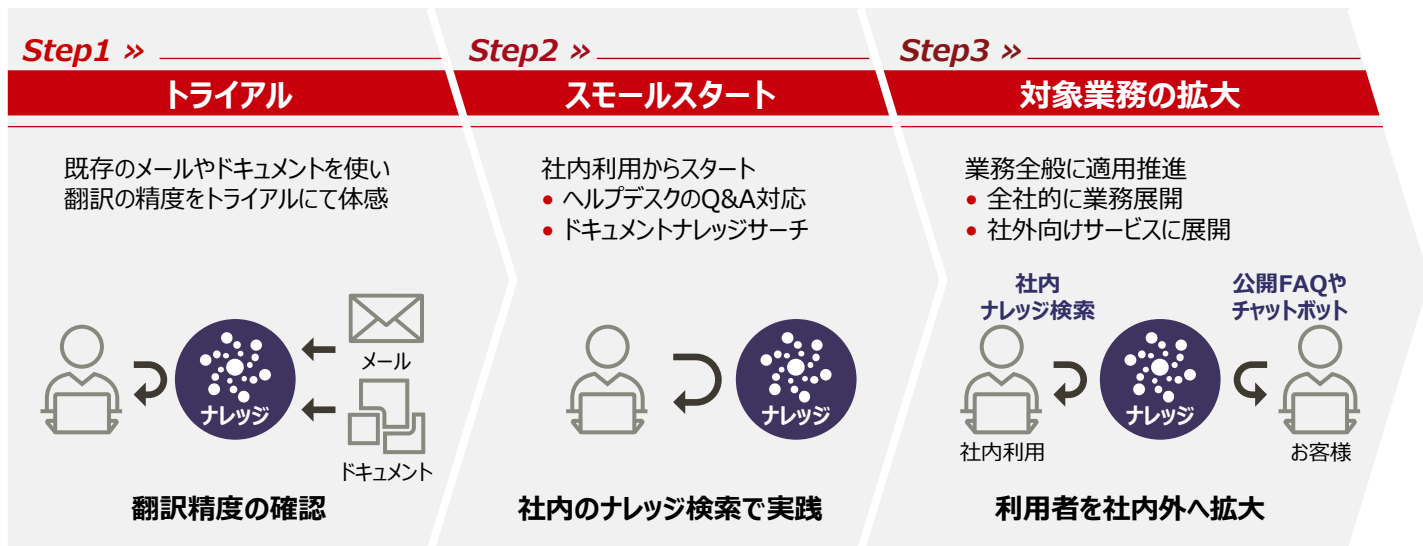 Step1 »
トライアル
既存のメールやドキュメントを使い
翻訳の精度をトライアルにて体感
メール
ナレッジ
ドキュメント
翻訳精度の確認
Step2 »
スモールスタート
社内利用からスタート
• ヘルプデスクのQ&A対応
• ドキュメントナレッジサーチ
ナレッジ
社内のナレッジ検索で実践
Step3 »
対象業務の拡大
業務全般に適用推進
• 全社的に業務展開
• 社外向けサービスに展開
社内
ナレッジ検索
公開FAQや
チャットボット
ナレッジ
社内利用
お客様
利用者を社内外へ拡大